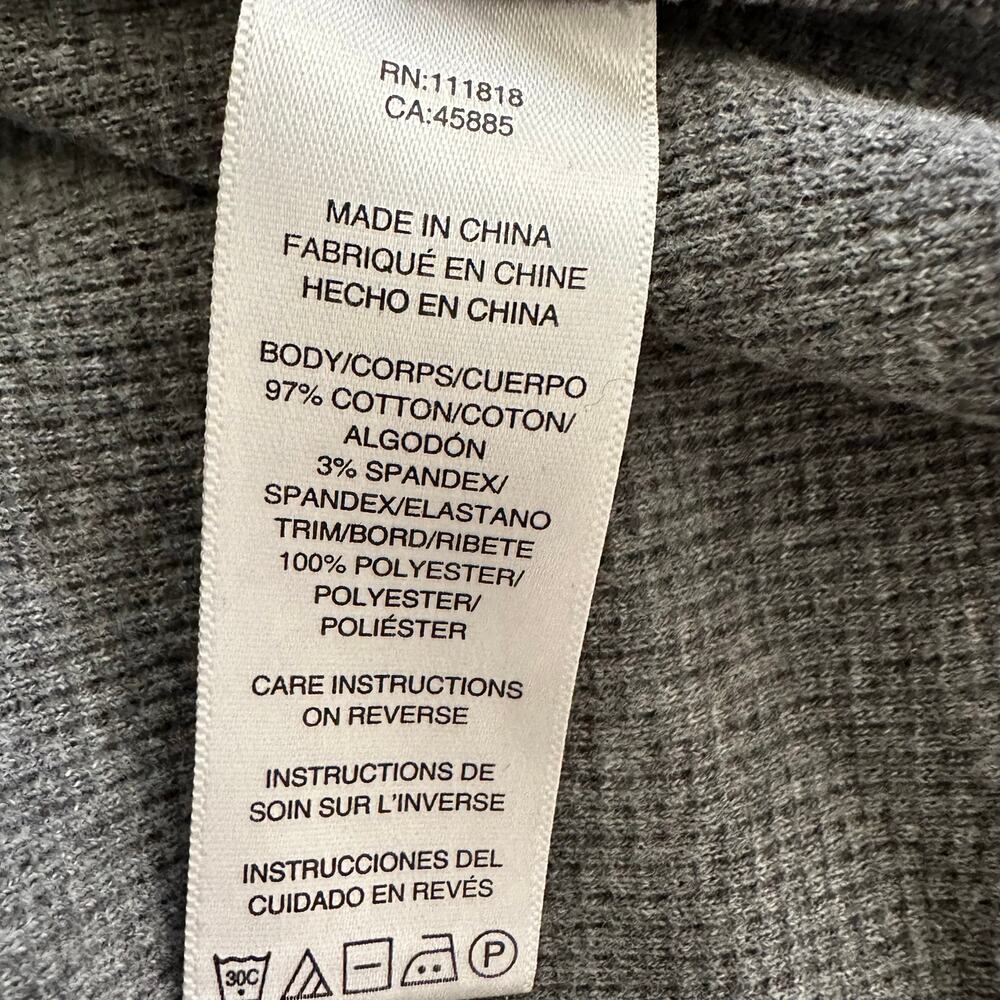 RN:111818
CA:45885
MADE IN CHINA
FABRIQUÉ EN CHINE
HECHO EN CHINA
BODY/CORPS/CUERPO
97% COTTON/COTON/
ALGODÓN
3% SPANDEX/
SPANDEX/ELASTANO
TRIM/BORD/RIBETE
100% POLYESTER/
POLYESTER/
POLIÉSTER
CARE INSTRUCTIONS
ON REVERSE
INSTRUCTIONS DE
SOIN SUR L'INVERSE
INSTRUCCIONES DEL
CUIDADO EN REVÉS
30C P